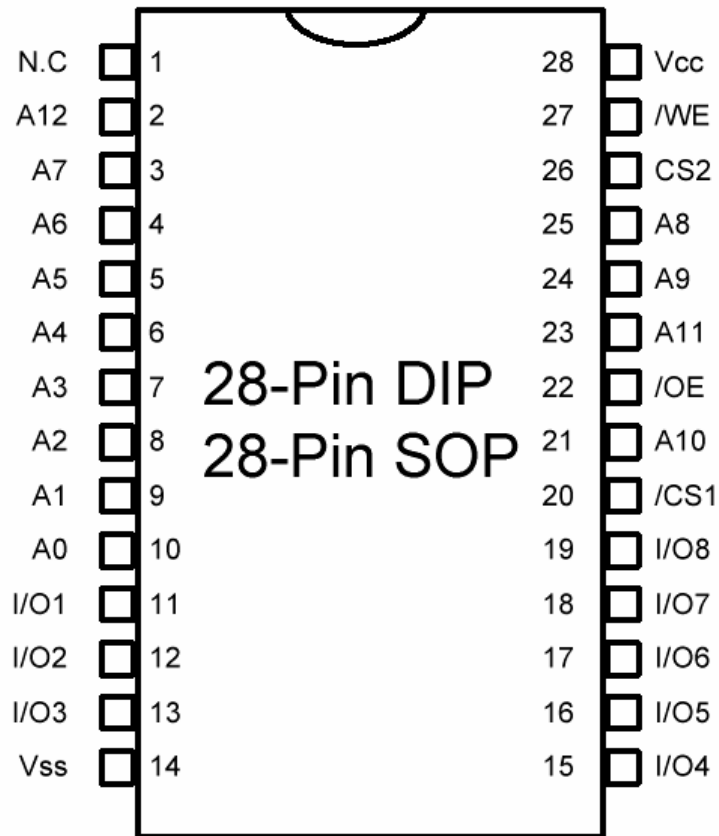 N.C 1 28 Vcc
A12 2 27 /WE
A7 3 26 CS2
A6 4 25 A8
A5 5 24 A9
A4 6 23 A11
A3 7 28-Pin DIP 22 /OE
A2 8 28-Pin SOP 21 A10
A1 9 20 /CS1
A0 10 19 I/O8
I/O1 11 18 I/O7
I/O2 12 17 I/O6
I/O3 13 16 I/O5
Vss 14 15 I/O4